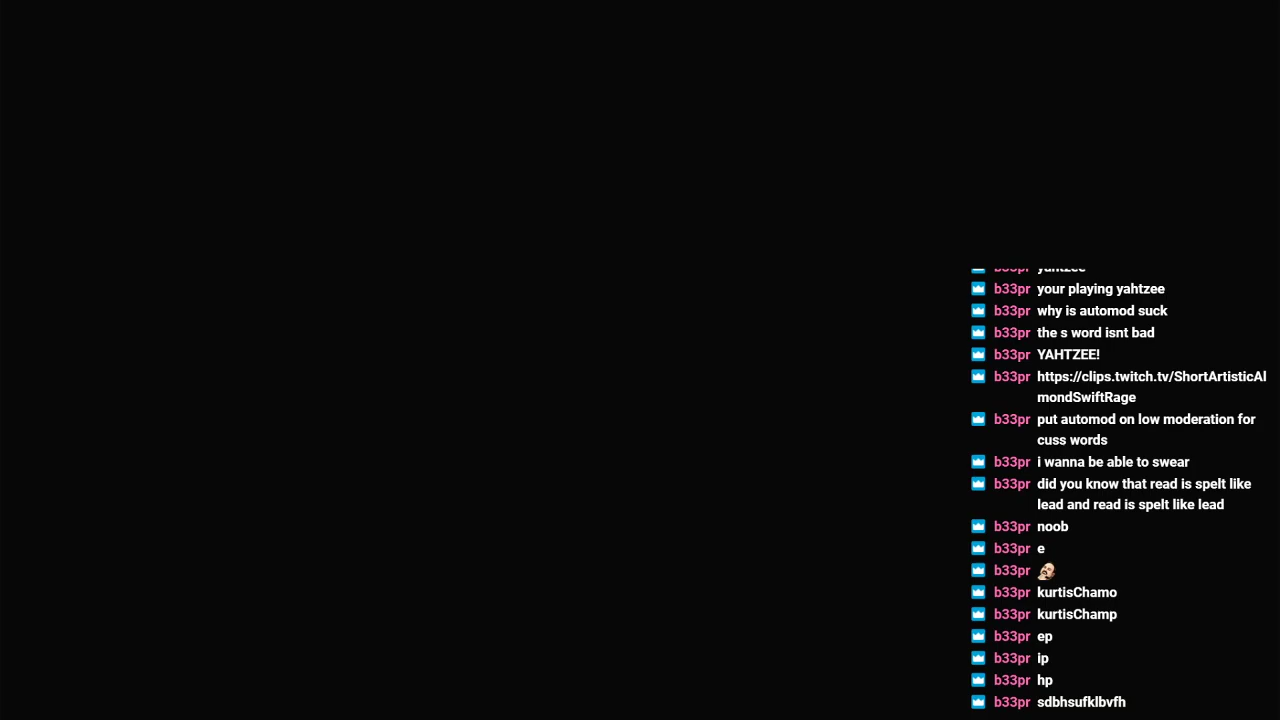 b33pr yahtzee
b33pr your playing yahtzee
b33pr why is automod suck
b33pr the s word isnt bad
b33pr YAHTZEE!
b33pr https://clips.twitch.tv/ShortArtisticAl
mondSwiftRage
b33pr put automod on low moderation for
cuss words
b33pr i wanna be able to swear
b33pr did you know that read is spelt like
lead and read is spelt like lead
b33pr noob
b33pr e
b33pr
b33pr kurtisChamo
b33pr kurtisChamp
b33pr ep
b33pr ip
b33pr hp
b33pr sdbhsufklbvfh